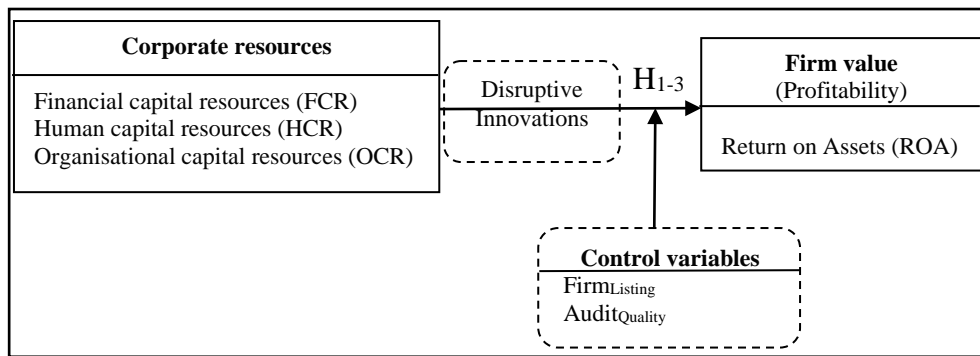 Corporate resources
Financial capital resources (FCR)
Human capital resources (HCR)
Organisational capital resources (OCR)
Disruptive
Innovations
H1-3
Firm value
(Profitability)
Return on Assets (ROA)
Control variables
FirmListing
AuditQuality